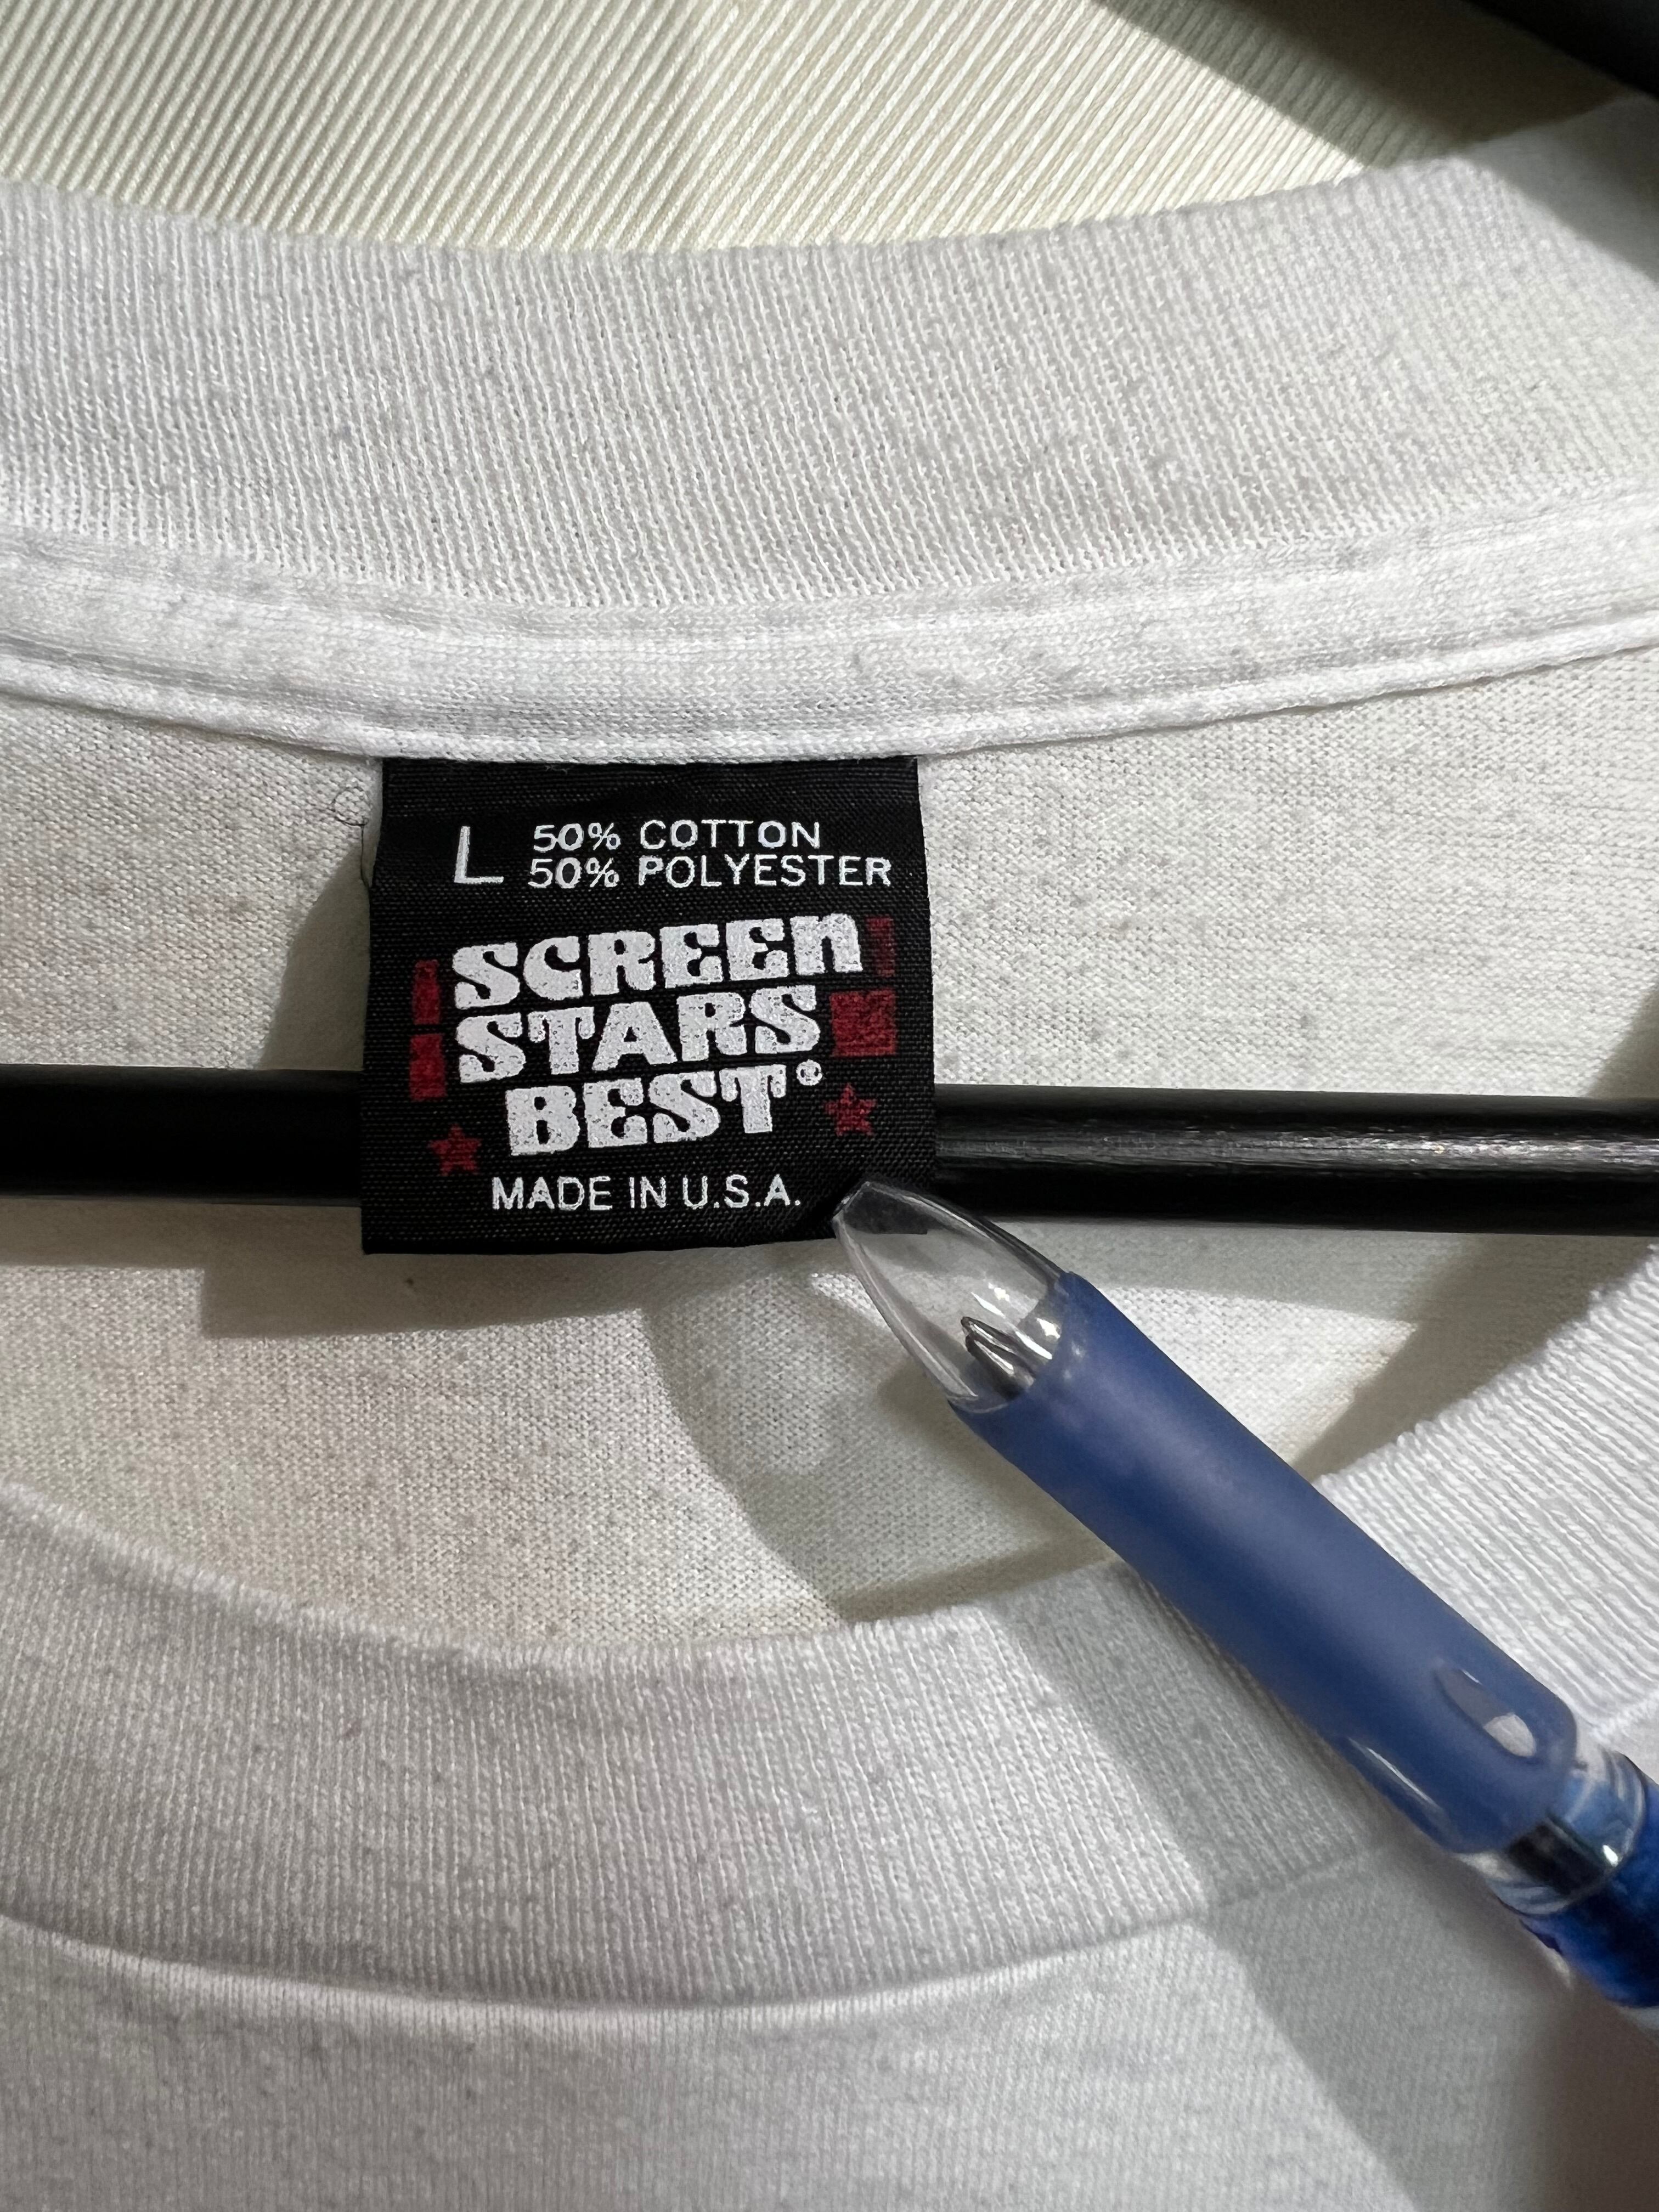 L 50% COTTON
50% POLYESTER
SCREEn
STARS
BEST®
MADE IN U.S.A.